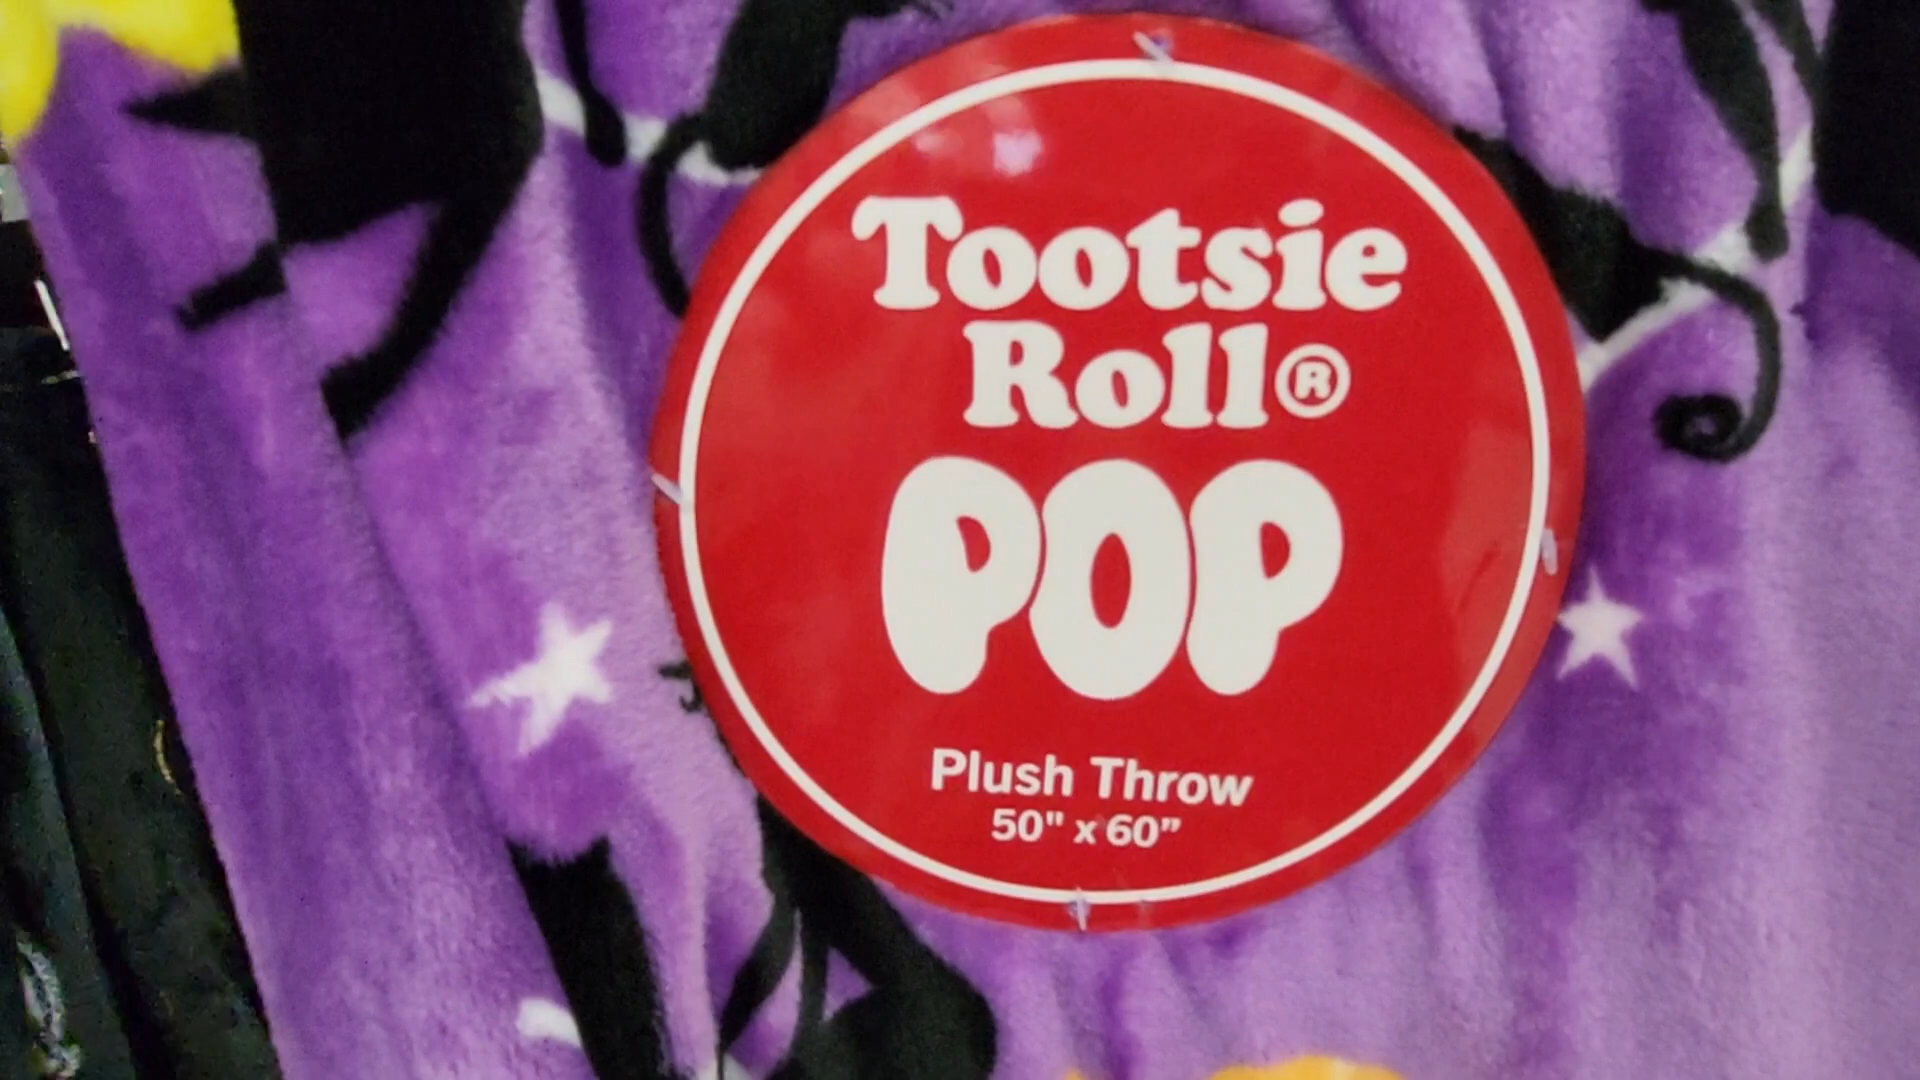 Tootsie
Roll®
POP
Plush Throw
50" x 60”